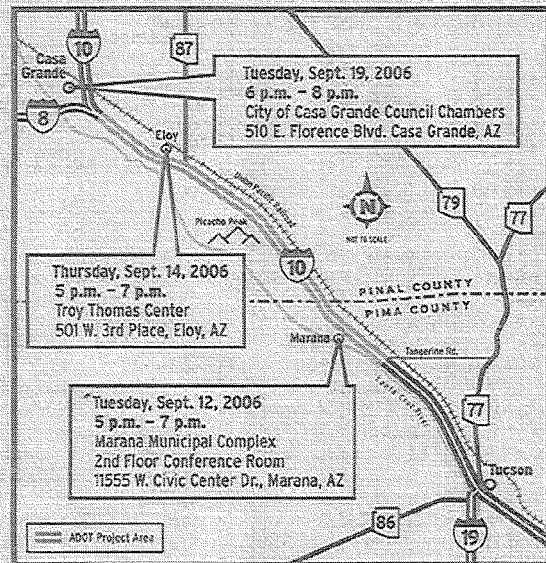 10
87
Casa
Grande
8
Tuesday, Sept. 19, 2006
6 p.m. – 8 p.m.
City of Casa Grande Council Chambers
510 E. Florence Blvd. Casa Grande, AZ
Eloy
Union Pacific Railroad
Picacho Peak
N
NOT TO SCALE
79
77
10
Thursday, Sept. 14, 2006
5 p.m. – 7 p.m.
Troy Thomas Center
501 W. 3rd Place, Eloy, AZ
PINAL COUNTY
PIMA COUNTY
Marana
Tangerine Rd.
Santa Cruz River
Tuesday, Sept. 12, 2006
5 p.m. – 7 p.m.
Marana Municipal Complex
2nd Floor Conference Room
11555 W. Civic Center Dr., Marana, AZ
77
Tucson
86
19
ADOT Project Area